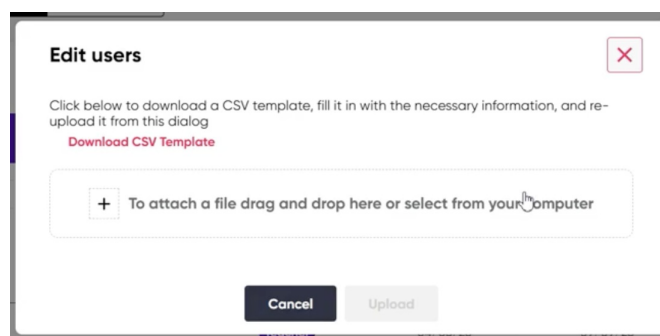 Edit users
Click below to download a CSV template, fill it in with the necessary information, and re-
upload it from this dialog
Download CSV Template
To attach a file drag and drop here or select from your computer
Cancel Upload